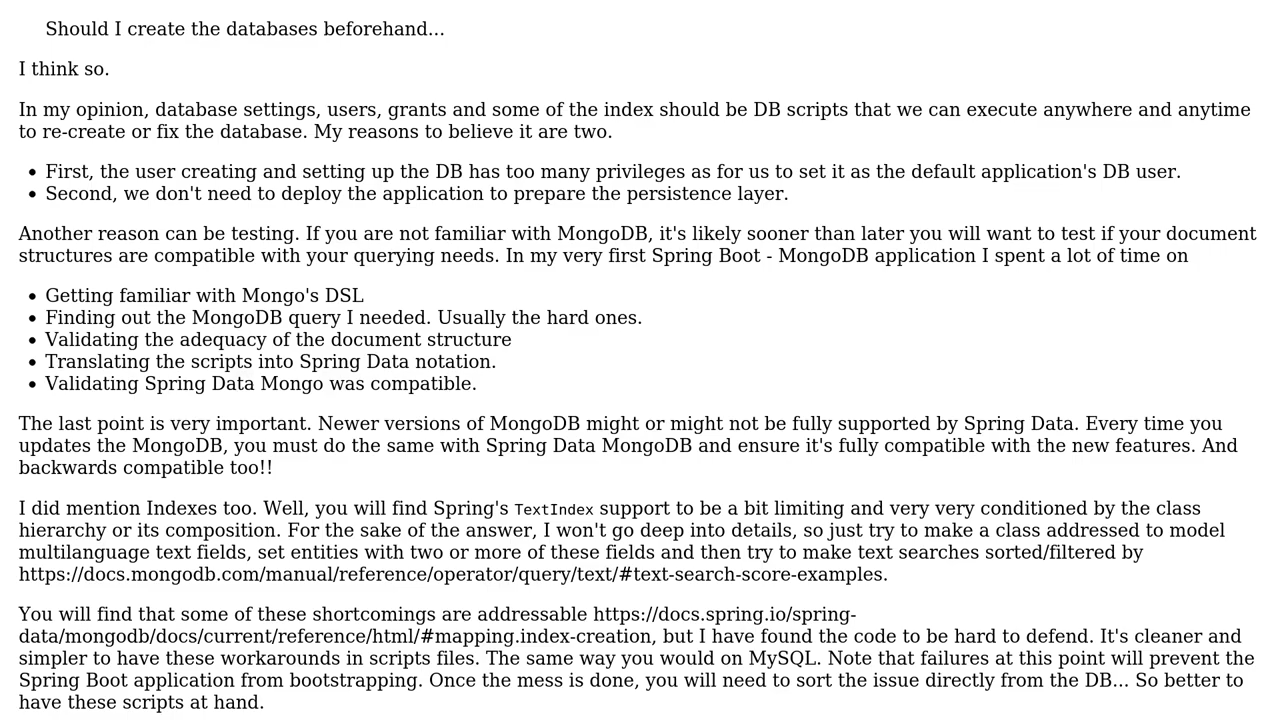 Should I create the databases beforehand...
I think so.
In my opinion, database settings, users, grants and some of the index should be DB scripts that we can execute anywhere and anytime
to re-create or fix the database. My reasons to believe it are two.
• First, the user creating and setting up the DB has too many privileges as for us to set it as the default application's DB user.
• Second, we don't need to deploy the application to prepare the persistence layer.
Another reason can be testing. If you are not familiar with MongoDB, it's likely sooner than later you will want to test if your document
structures are compatible with your querying needs. In my very first Spring Boot - MongoDB application I spent a lot of time on
• Getting familiar with Mongo's DSL
• Finding out the MongoDB query I needed. Usually the hard ones.
• Validating the adequacy of the document structure
• Translating the scripts into Spring Data notation.
• Validating Spring Data Mongo was compatible.
The last point is very important. Newer versions of MongoDB might or might not be fully supported by Spring Data. Every time you
updates the MongoDB, you must do the same with Spring Data MongoDB and ensure it's fully compatible with the new features. And
backwards compatible too!!
I did mention Indexes too. Well, you will find Spring's TextIndex support to be a bit limiting and very very conditioned by the class
hierarchy or its composition. For the sake of the answer, I won't go deep into details, so just try to make a class addressed to model
multilanguage text fields, set entities with two or more of these fields and then try to make text searches sorted/filtered by
https://docs.mongodb.com/manual/reference/operator/query/text/#text-search-score-examples.
You will find that some of these shortcomings are addressable https://docs.spring.io/spring-
data/mongodb/docs/current/reference/html/#mapping.index-creation, but I have found the code to be hard to defend. It's cleaner and
simpler to have these workarounds in scripts files. The same way you would on MySQL. Note that failures at this point will prevent the
Spring Boot application from bootstrapping. Once the mess is done, you will need to sort the issue directly from the DB... So better to
have these scripts at hand.